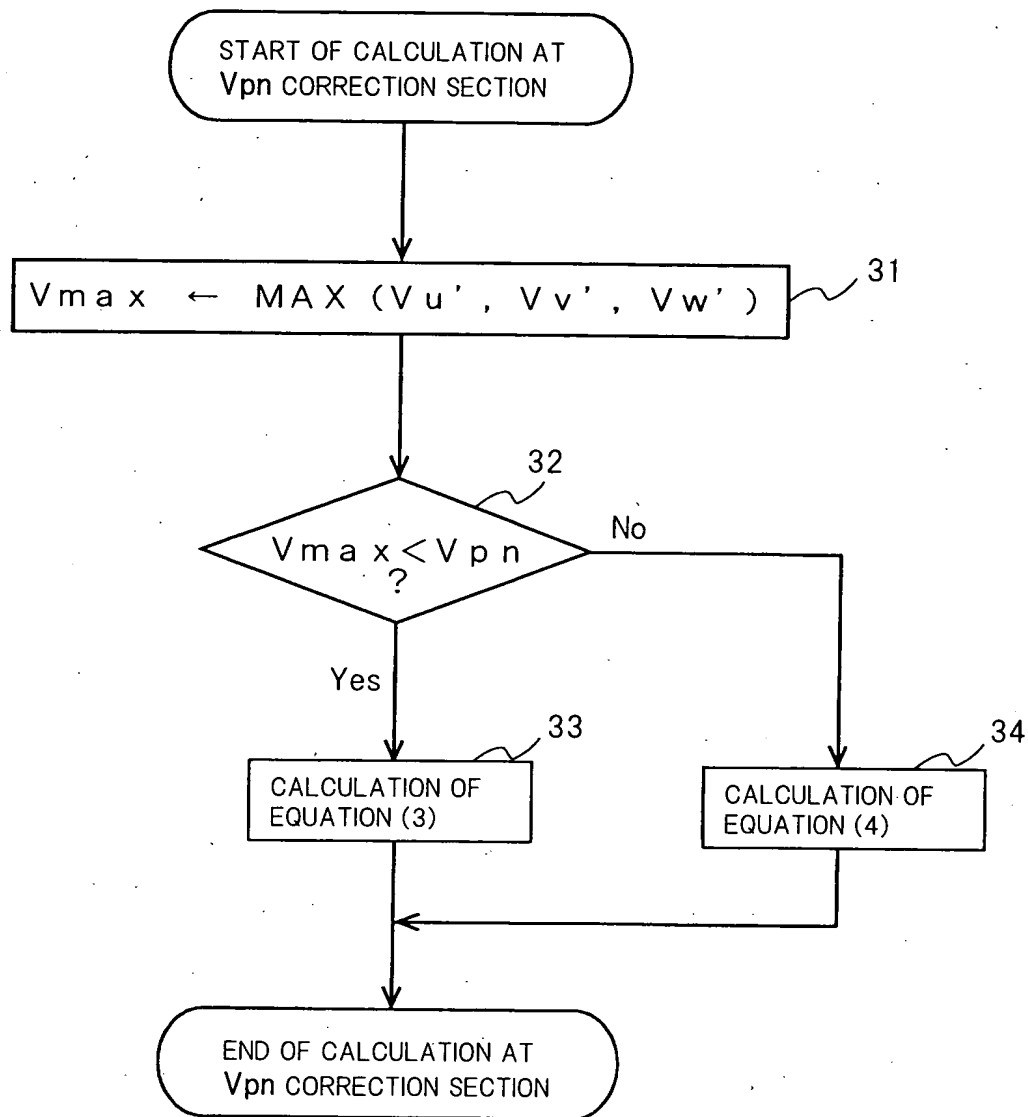 START OF CALCULATION AT
Vpn CORRECTION SECTION
31
Vmax ← MAX (Vu', Vv', Vw')
32
No
Vmax<Vpn
?
Yes
33
34
CALCULATION OF
EQUATION (3)
CALCULATION OF
EQUATION (4)
END OF CALCULATION AT
Vpn CORRECTION SECTION